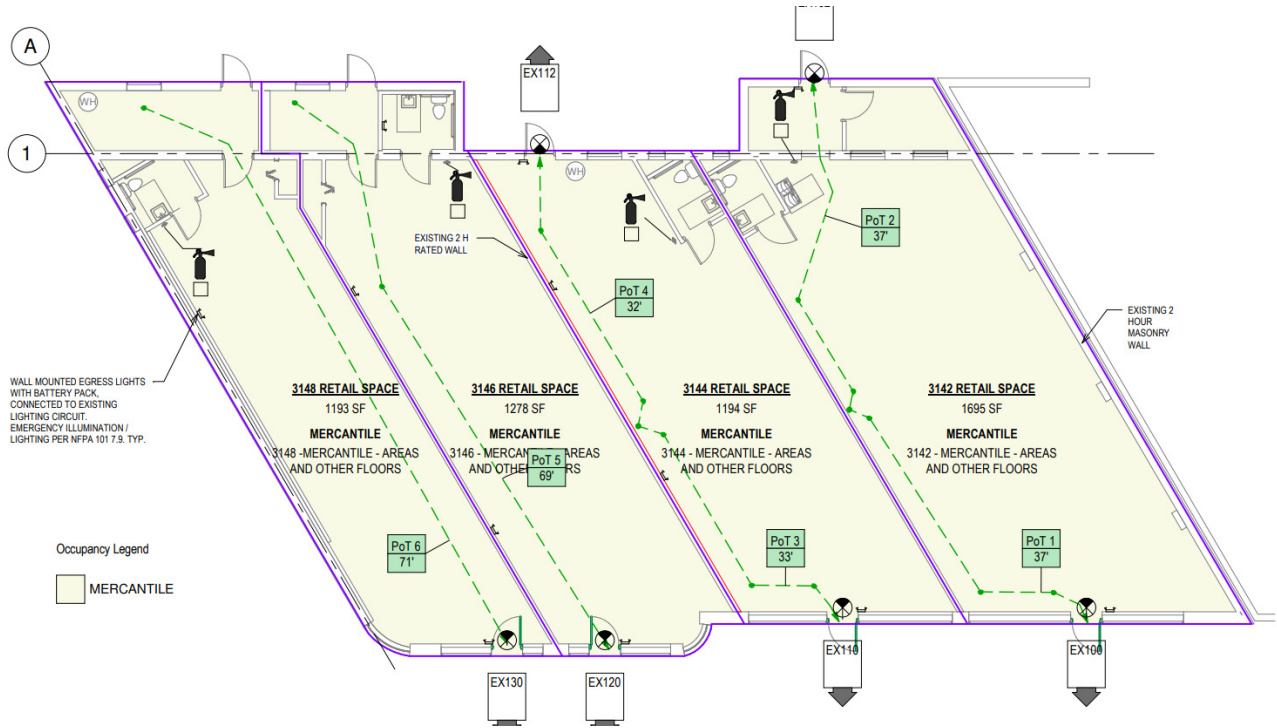 A
1
WH
EX112
WH
EXISTING 2 H
RATED WALL
PoT 2
37'
PoT 4
32'
EXISTING 2
HOUR
MASONRY
WALL
WALL MOUNTED EGRESS LIGHTS
WITH BATTERY PACK,
CONNECTED TO EXISTING
LIGHTING CIRCUIT.
EMERGENCY ILLUMINATION /
LIGHTING PER NFPA 101 7.9. TYP.
3148 RETAIL SPACE
1193 SF
MERCANTILE
3148 -MERCANTILE - AREAS
AND OTHER FLOORS
3146 RETAIL SPACE
1278 SF
MERCANTILE
3146 - MERCANTILE - AREAS
AND OTHER FLOORS
3144 RETAIL SPACE
1194 SF
MERCANTILE
3144 - MERCANTILE - AREAS
AND OTHER FLOORS
3142 RETAIL SPACE
1695 SF
MERCANTILE
3142 - MERCANTILE - AREAS
AND OTHER FLOORS
PoT 5
69'
PoT 6
71'
PoT 3
33'
PoT 1
37'
Occupancy Legend
MERCANTILE
EX130
EX120
EX110
EX100